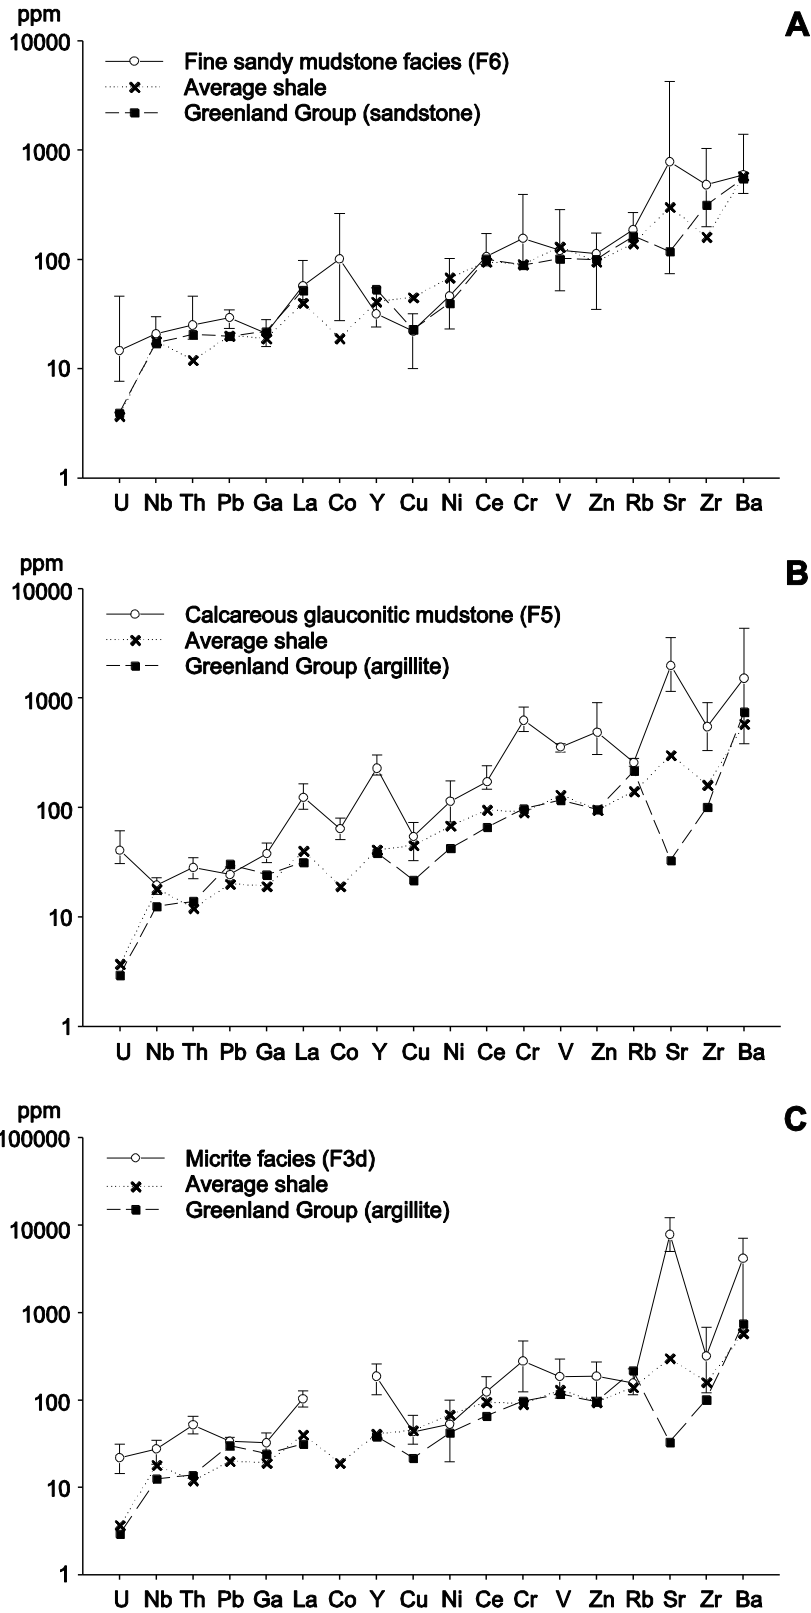 ppm
A
10000
Fine sandy mudstone facies (F6)
Average shale
Greenland Group (sandstone)
1000
100
10
1
U Nb Th Pb Ga La Co Y Cu Ni Ce Cr V Zn Rb Sr Zr Ba
ppm
B
10000
Calcareous glauconitic mudstone (F5)
Average shale
Greenland Group (argillite)
1000
100
10
1
U Nb Th Pb Ga La Co Y Cu Ni Ce Cr V Zn Rb Sr Zr Ba
ppm
C
100000
Micrite facies (F3d)
Average shale
Greenland Group (argillite)
10000
1000
100
10
1
U Nb Th Pb Ga La Co Y Cu Ni Ce Cr V Zn Rb Sr Zr Ba